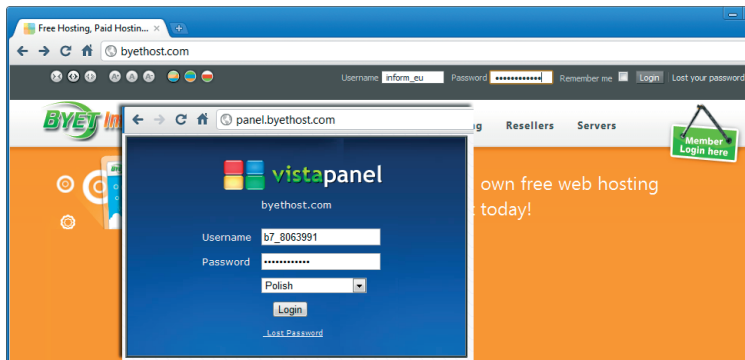 Free Hosting, Paid Hostin...
byethost.com
Username inform_eu Password •••••••••••• Remember me Login Lost your password
BYET
Resellers Servers
Member
Login here
panel.byethost.com
vistapanel
byethost.com
Username b7_8063991
Password ••••••••••••
Polish
Login
Lost Password
own free web hosting
today!